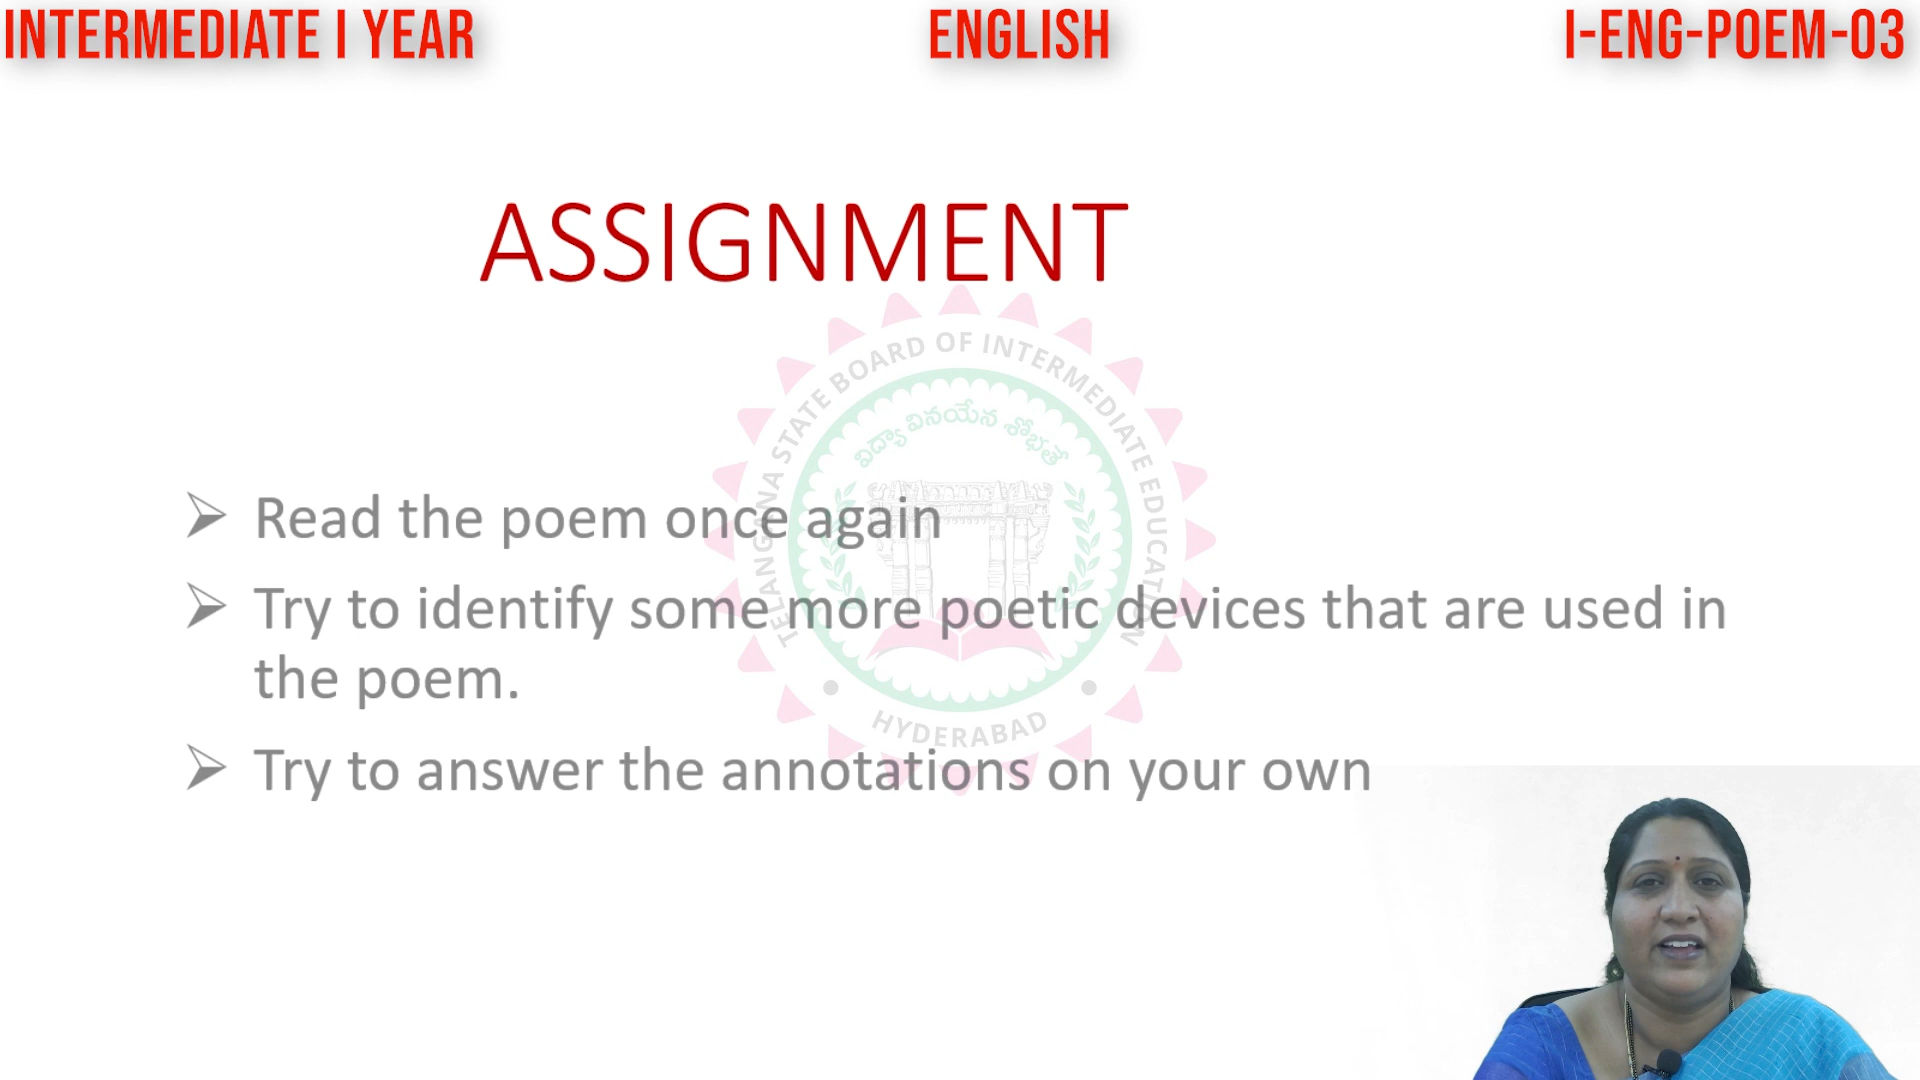 INTERMEDIATE I YEAR
ENGLISH
I-ENG-POEM-03
ASSIGNMENT
TELANGANA STATE BOARD OF INTERMEDIATE EDUCATION
విద్యా వినయేన శోభతే
➢ Read the poem once again
➢ Try to identify some more poetic devices that are used in
the poem.
HYDERABAD
➢ Try to answer the annotations on your own